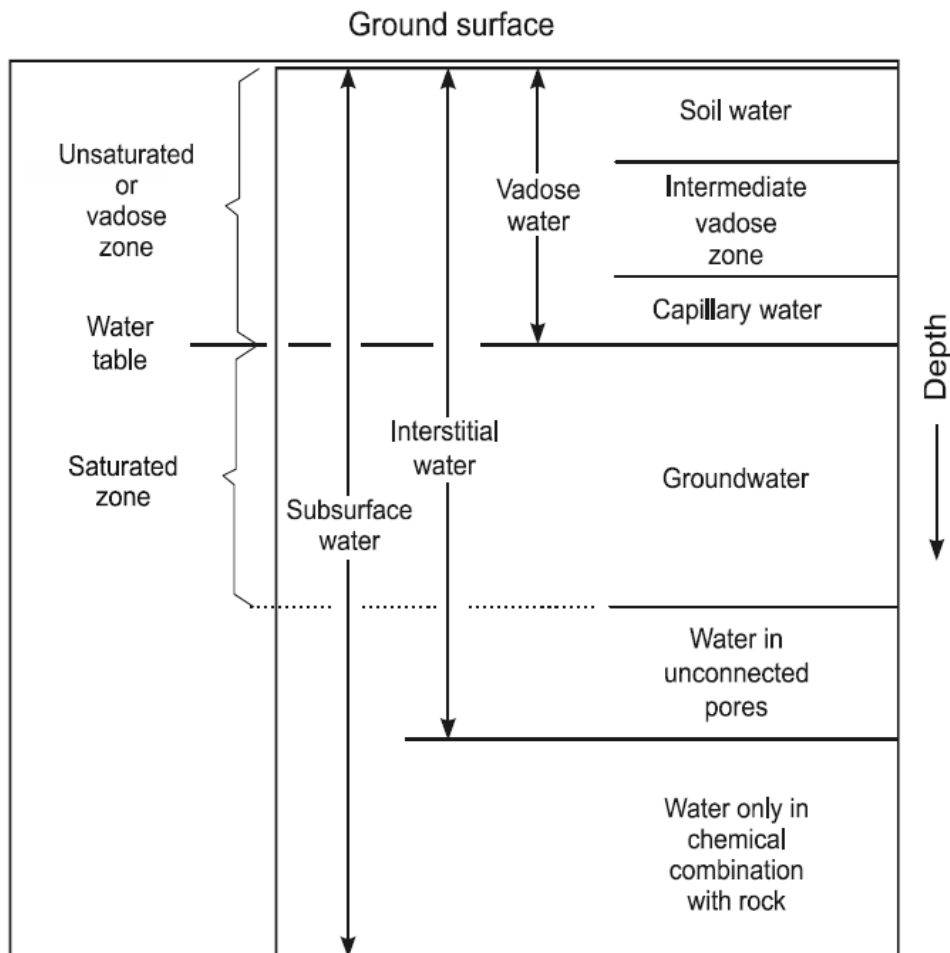 Ground surface
Unsaturated
or
vadose
zone
Water
table
Saturated
zone
Subsurface
water
Interstitial
water
Vadose
water
Soil water
Intermediate
vadose
zone
Capillary water
Groundwater
Water in
unconnected
pores
Water only in
chemical
combination
with rock
Depth